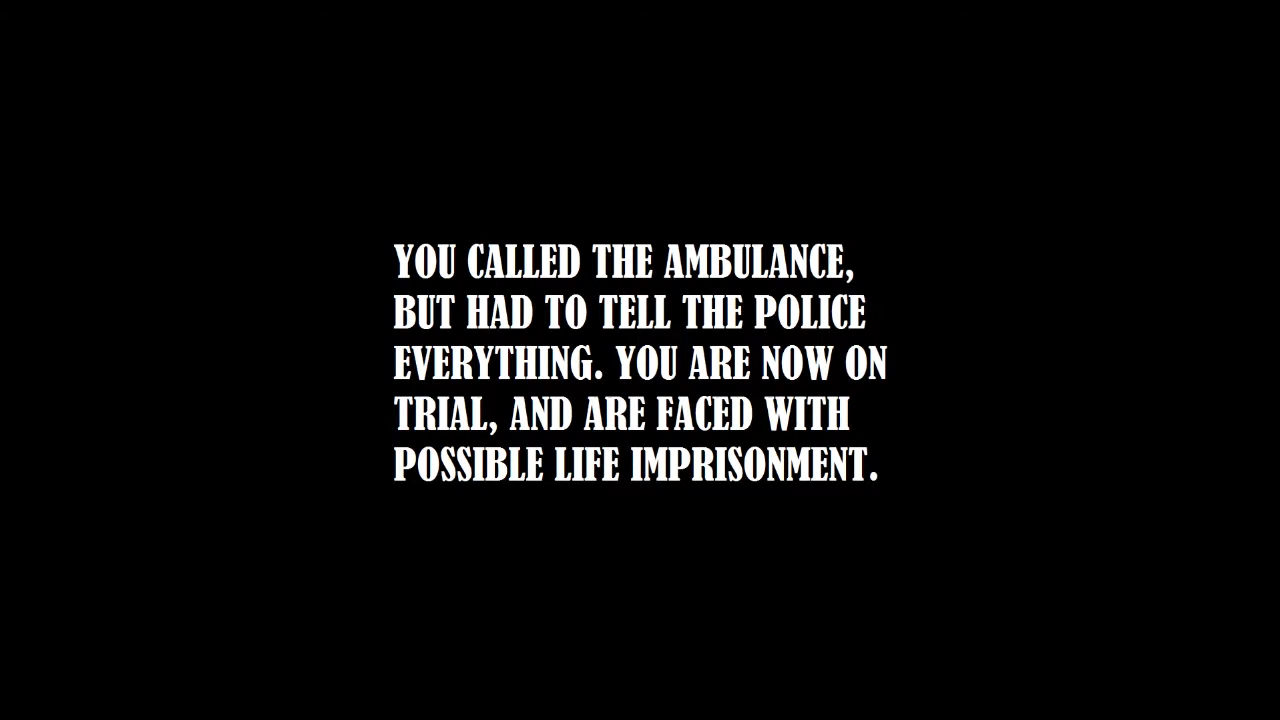 YOU CALLED THE AMBULANCE,
BUT HAD TO TELL THE POLICE
EVERYTHING. YOU ARE NOW ON
TRIAL, AND ARE FACED WITH
POSSIBLE LIFE IMPRISONMENT.